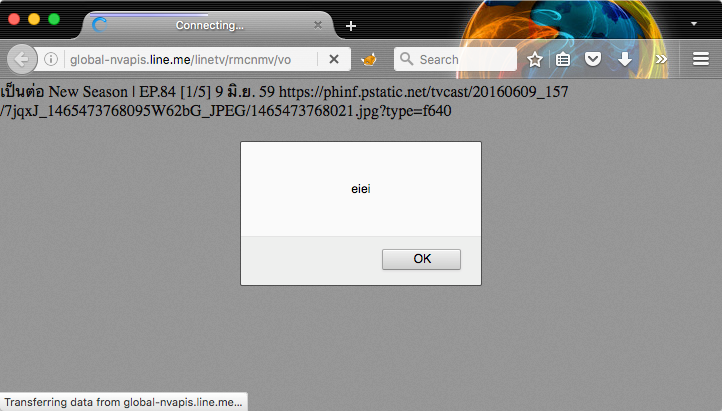 Connecting...
global-nvapis.line.me/linetv/rmcnmv/vo
Search
เป็นต่อ New Season | EP.84 [1/5] 9 มิ.ย. 59 https://phinf.pstatic.net/tvcast/20160609_157
/7jqxJ_1465473768095W62bG_JPEG/1465473768021.jpg?type=f640
eiei
OK
Transferring data from global-nvapis.line.me...